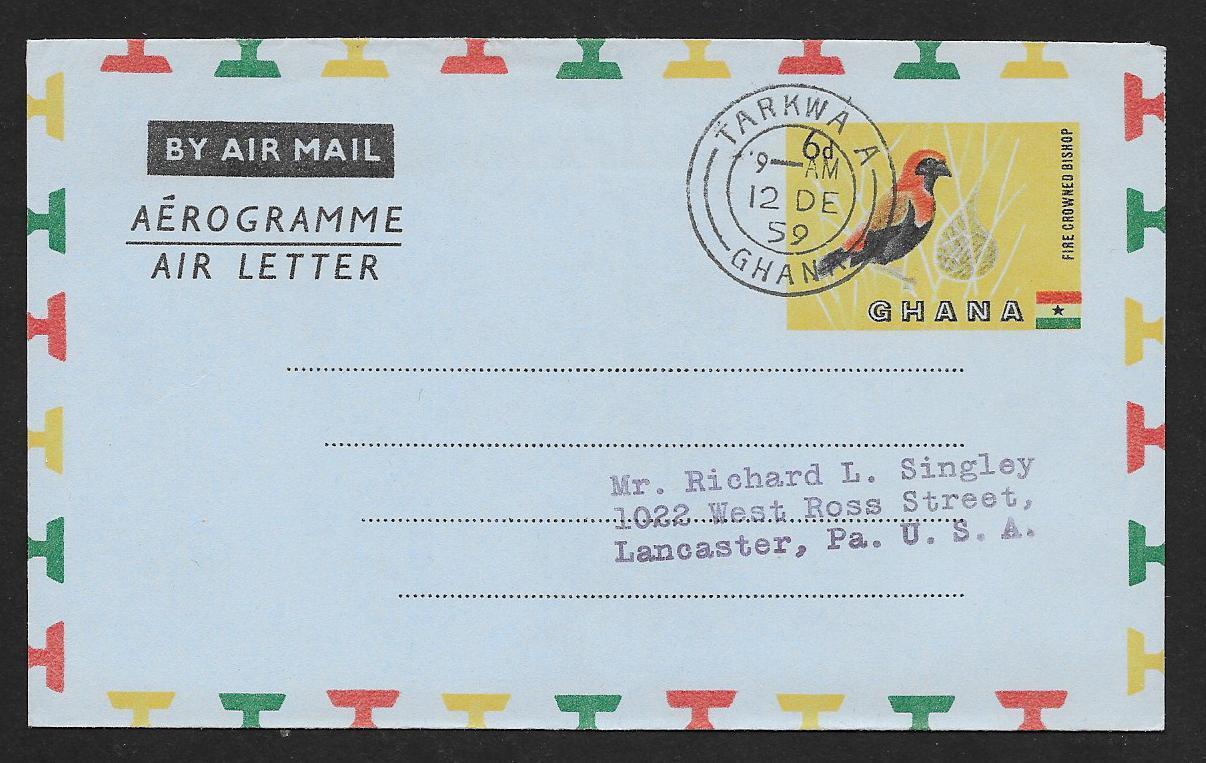 BY AIR MAIL
AÉROGRAMME
AIR LETTER
TARKWA A
6d
9—AM
12 DE
59
GHANA
FIRE CROWNED BISHOP
GHANA
Mr. Richard L. Singley
1022 West Ross Street,
Lancaster, Pa. U. S. A.